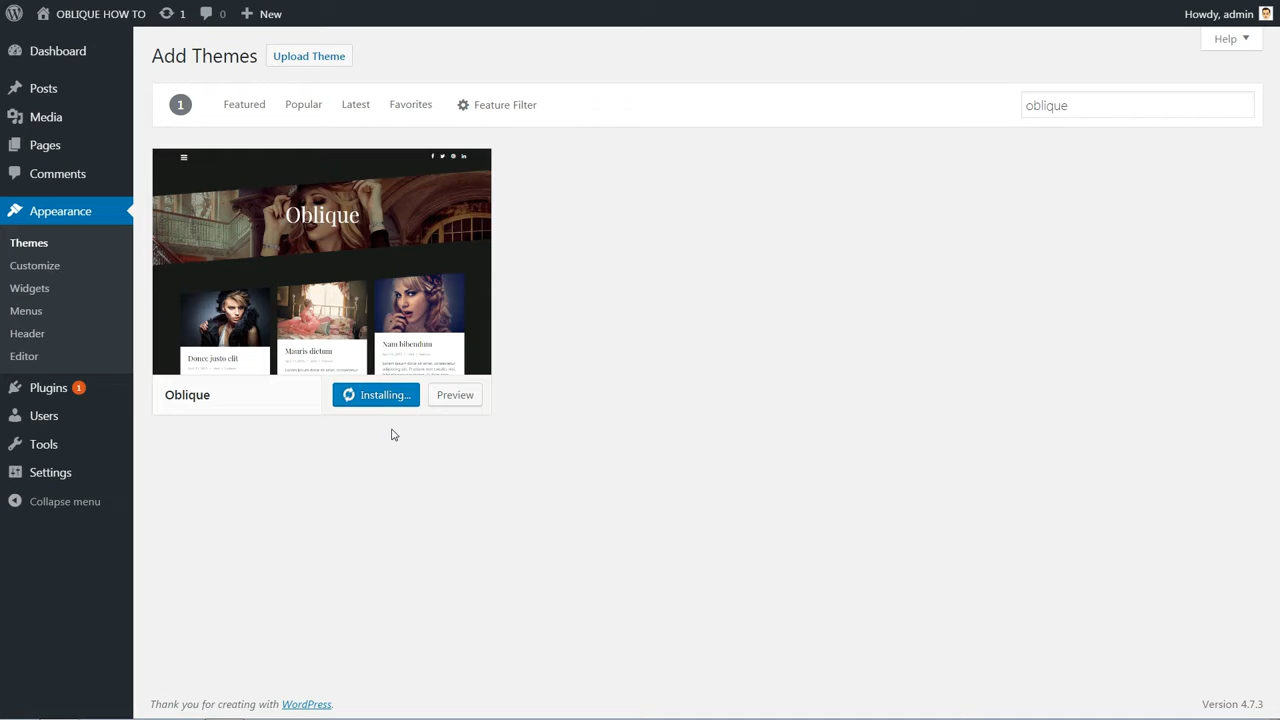 OBLIQUE HOW TO 1 0 New Howdy, admin
Dashboard
Posts
Media
Pages
Comments
Appearance
Themes
Customize
Widgets
Menus
Header
Editor
Plugins 1
Users
Tools
Settings
Collapse menu
Help
Add Themes Upload Theme
1 Featured Popular Latest Favorites Feature Filter oblique
Oblique
Donec justo elit
Mauris dictum
Nam bibendum
Oblique Installing... Preview
Thank you for creating with WordPress. Version 4.7.3